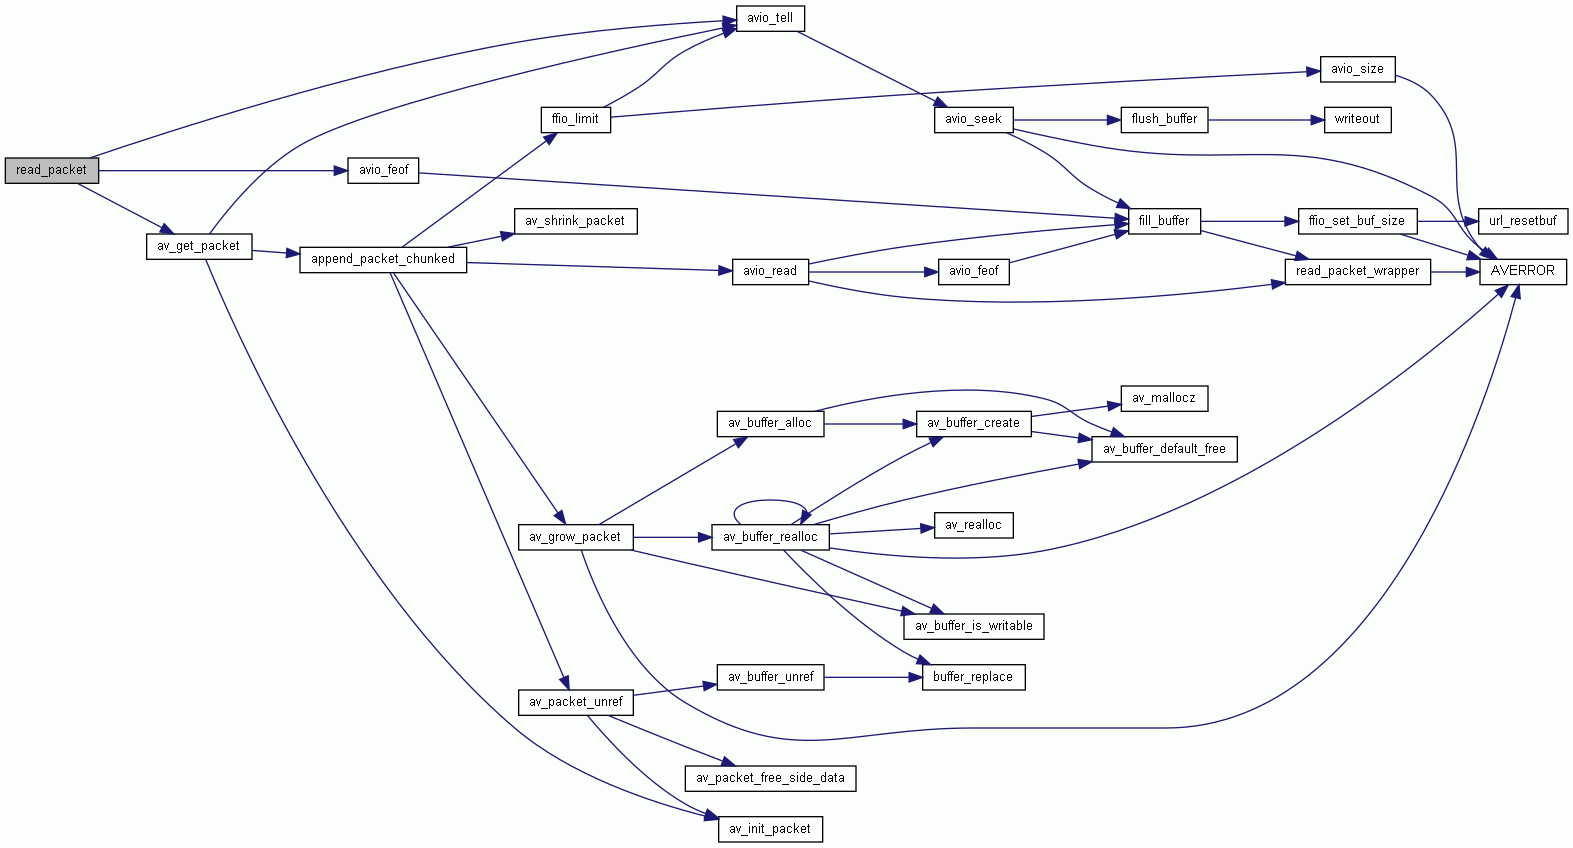 avio_tell
avio_size
ffio_limit
avio_seek
flush_buffer
writeout
read_packet
avio_feof
av_shrink_packet
fill_buffer
ffio_set_buf_size
url_resetbuf
av_get_packet
append_packet_chunked
avio_read
avio_feof
read_packet_wrapper
AVERROR
av_mallocz
av_buffer_alloc
av_buffer_create
av_buffer_default_free
av_realloc
av_grow_packet
av_buffer_realloc
av_buffer_is_writable
av_buffer_unref
buffer_replace
av_packet_unref
av_packet_free_side_data
av_init_packet